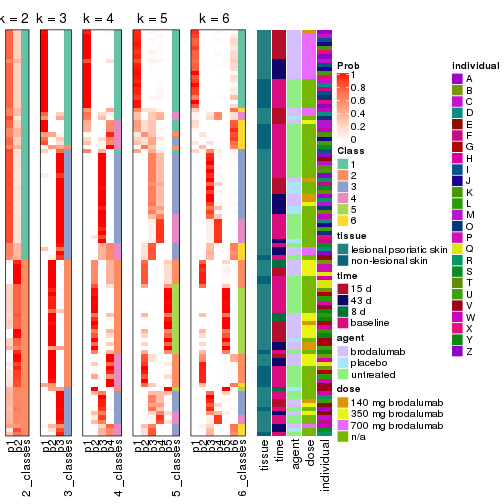 k = 2
k = 3
k = 4
k = 5
k = 6
p1
p2
2_classes
p1
p2
p3
3_classes
p1
p2
p3
p4
4_classes
p1
p2
p3
p4
p5
5_classes
p1
p2
p3
p4
p5
p6
6_classes
tissue
time
agent
dose
individual
Prob
1
0.8
0.6
0.4
0.2
0
Class
1
2
3
4
5
6
tissue
lesional psoriatic skin
non-lesional skin
time
15 d
43 d
8 d
baseline
agent
brodalumab
placebo
untreated
dose
140 mg brodalumab
350 mg brodalumab
700 mg brodalumab
n/a
individual
A
B
C
D
E
F
G
H
I
J
K
L
M
O
P
Q
R
S
T
U
V
W
X
Y
Z